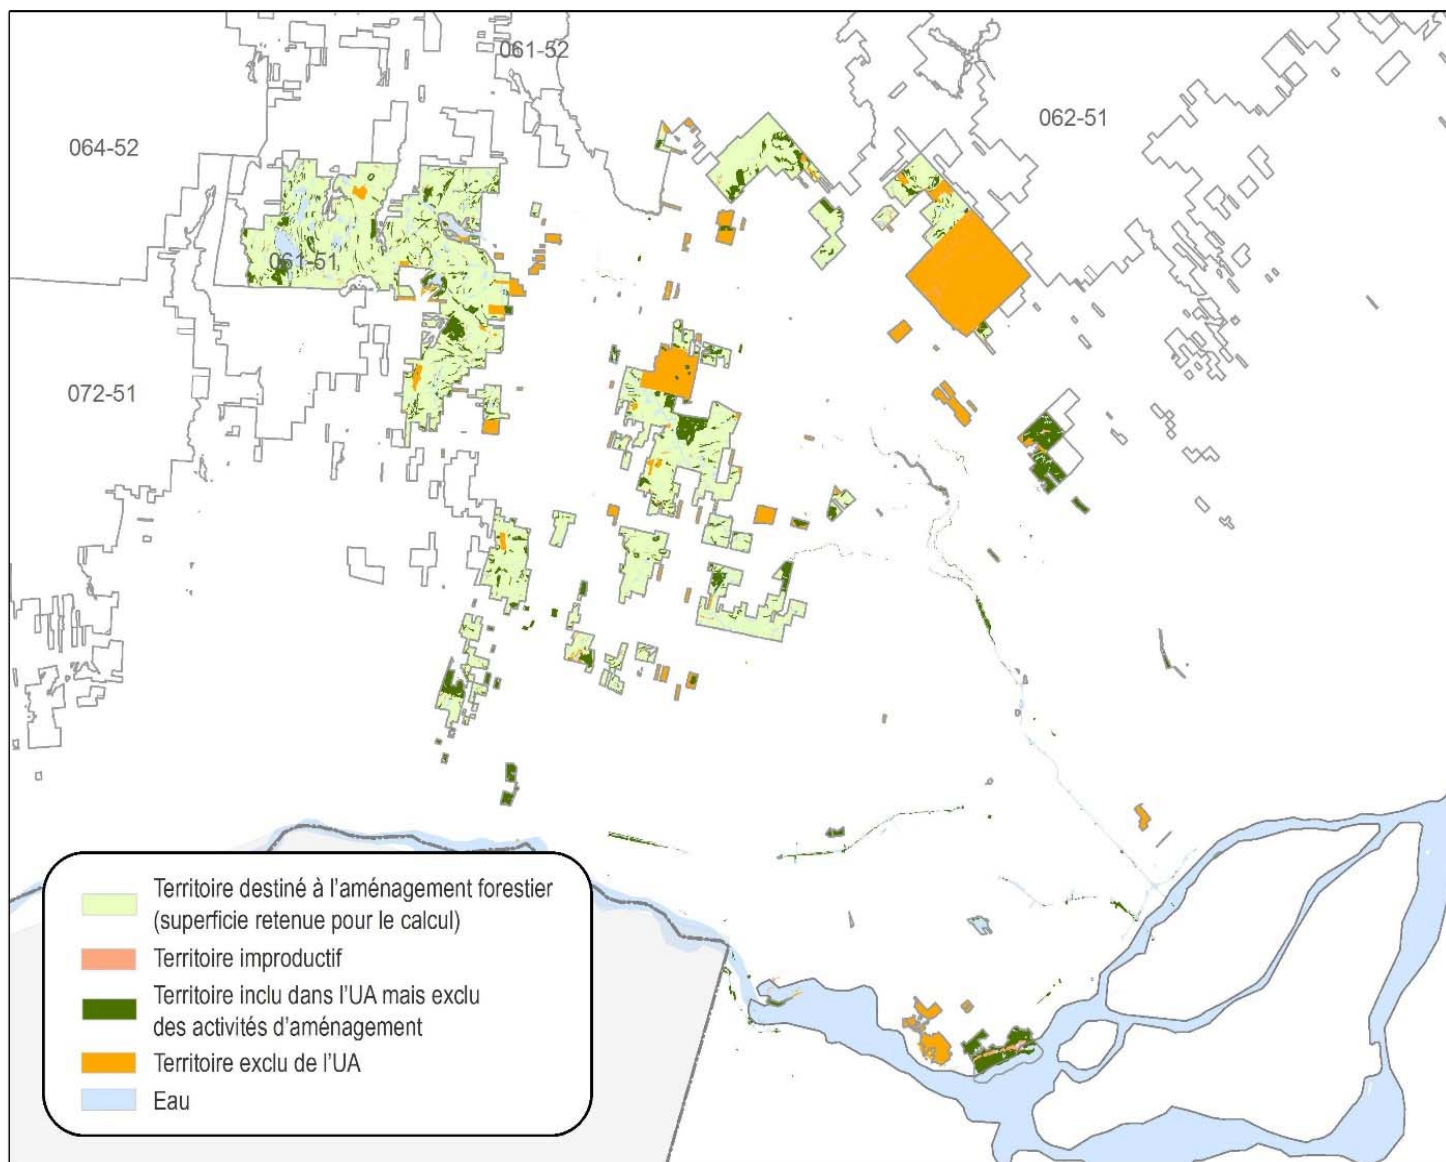 061-52
062-51
064-52
061-51
072-51
Territoire destiné à l'aménagement forestier
(superficie retenue pour le calcul)
Territoire improductif
Territoire inclu dans l'UA mais exclu
des activités d'aménagement
Territoire exclu de l'UA
Eau